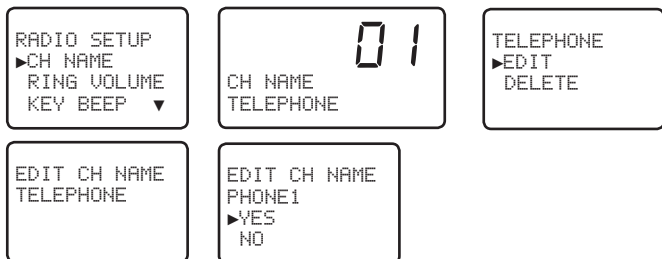 RADIO SETUP
►CH NAME
RING VOLUME
KEY BEEP ▼
01
CH NAME
TELEPHONE
TELEPHONE
►EDIT
DELETE
EDIT CH NAME
TELEPHONE
EDIT CH NAME
PHONE1
►YES
NO